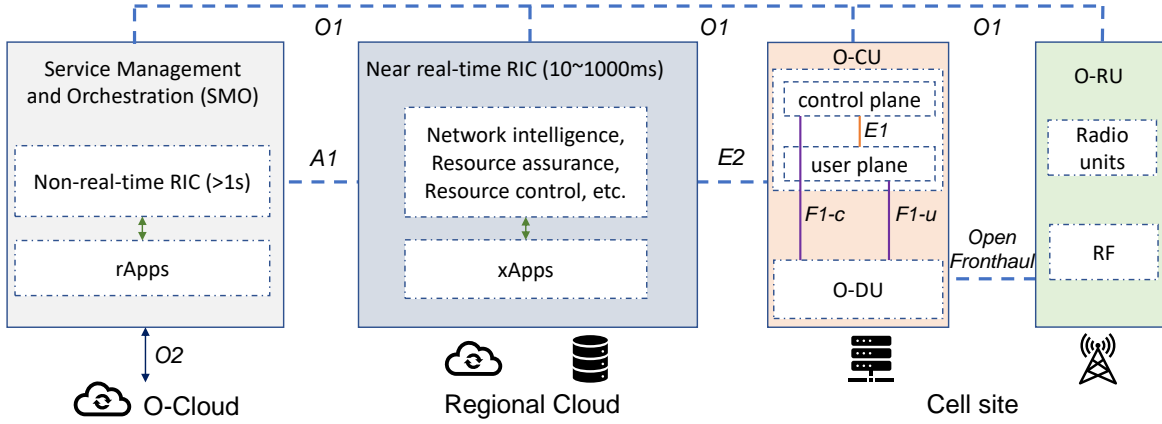 O1
O1
O1
Service Management
and Orchestration (SMO)
Non-real-time RIC (>1s)
rApps
O2
O-Cloud
A1
Near real-time RIC (10~1000ms)
Network intelligence,
Resource assurance,
Resource control, etc.
xApps
Regional Cloud
E2
O-CU
control plane
E1
user plane
F1-c
F1-u
O-DU
Open
Fronthaul
O-RU
Radio
units
RF
Cell site